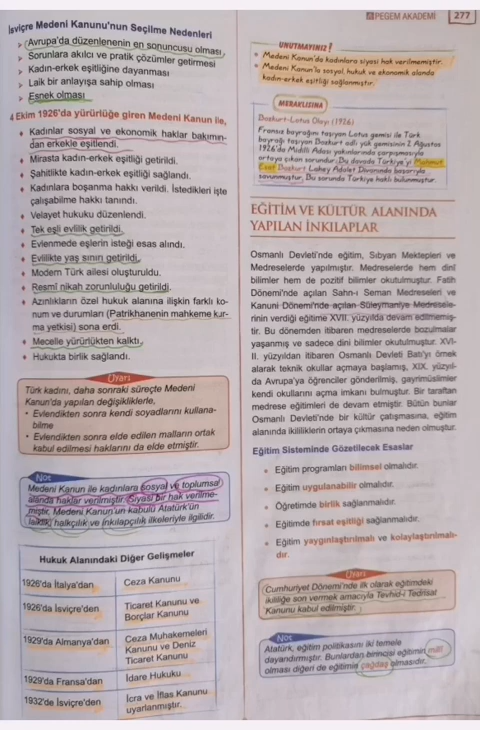 İsviçre Medeni Kanunu'nun Seçilme Nedenleri
Avrupa'da düzenlenenin en sonuncusu olması,
Sorunlara akılcı ve pratik çözümler getirmesi
Kadın-erkek eşitliğine dayanması
Laik bir anlayışa sahip olması
Esnek olması
4 Ekim 1926'da yürürlüğe giren Medeni Kanun ile,
Kadınlar sosyal ve ekonomik haklar bakımın-
dan erkekle eşitlendi.
Mirasta kadın-erkek eşitliği getirildi.
Şahitlikte kadın-erkek eşitliği sağlandı.
Kadınlara boşanma hakkı verildi. İstedikleri işte
çalışabilme hakkı tanındı.
Velayet hukuku düzenlendi.
Tek eşli evlilik getirildi.
Evlenmede eşlerin isteği esas alındı.
Evlilikte yaş sınırı getirildi.
Modern Türk ailesi oluşturuldu.
Resmî nikah zorunluluğu getirildi.
Azınlıkların özel hukuk alanına ilişkin farklı ko-
num ve durumları (Patrikhanenin mahkeme kur-
ma yetkisi) sona erdi.
Mecelle yürürlükten kalktı.
Hukukta birlik sağlandı.
Uyarı
Türk kadını, daha sonraki süreçte Medeni
Kanun'da yapılan değişikliklerle,
• Evlendikten sonra kendi soyadlarını kullana-
bilme
• Evlendikten sonra elde edilen malların ortak
kabul edilmesi haklarını da elde etmiştir.
Not
Medeni Kanun ile kadınlara sosyal ve toplumsal
alanda haklar verilmiştir. Siyasi bir hak verilme-
miştir. Medeni Kanun'un kabulü Atatürk'ün
laiklik, halkçılık ve inkılapçılık ilkeleriyle ilgilidir.
Hukuk Alanındaki Diğer Gelişmeler
1926'da İtalya'dan Ceza Kanunu
1926'da İsviçre'den Ticaret Kanunu ve
Borçlar Kanunu
1929'da Almanya'dan Ceza Muhakemeleri
Kanunu ve Deniz
Ticaret Kanunu
1929'da Fransa'dan İdare Hukuku
1932'de İsviçre'den İcra ve İflas Kanunu
uyarlanmıştır.
PEGEM AKADEMİ 277
UNUTMAYINIZ!
• Medeni Kanun'da kadınlara siyasi hak verilmemiştir.
• Medeni Kanun'la sosyal, hukuk ve ekonomik alanda
kadın-erkek eşitliği sağlanmıştır.
MERAKLISINA
Bozkurt-Lotus Olayı (1926)
Fransa bayrağını taşıyan Lotus gemisi ile Türk
bayrağı taşıyan Bozkurt adlı yük gemisinin 2 Ağustos
1926'da Midilli Adası yakınlarında çarpışmasıyla
ortaya çıkan sorundur. Bu davada Türkiye'yi Mahmut
Esat Bozkurt Lahey Adalet Divanında başarıyla
savunmuştur. Bu sorunda Türkiye haklı bulunmuştur.
EĞİTİM VE KÜLTÜR ALANINDA
YAPILAN İNKILAPLAR
Osmanlı Devleti'nde eğitim, Sıbyan Mektepleri ve
Medreselerde yapılmıştır. Medreselerde hem dinî
bilimler hem de pozitif bilimler okutulmuştur. Fatih
Dönemi'nde açılan Sahn-ı Seman Medreseleri ve
Kanuni Dönemi'nde açılan Süleymaniye Medresele-
rinin verdiği eğitime XVII. yüzyılda devam edilmemiş-
tir. Bu dönemden itibaren medreselerde bozulmalar
yaşanmış ve sadece dini bilimler okutulmuştur. XVI-
II. yüzyıldan itibaren Osmanlı Devleti Batı'yı örnek
alarak teknik okullar açmaya başlamış, XIX. yüzyıl-
da Avrupa'ya öğrenciler gönderilmiş, gayrimüslimler
kendi okullarını açma imkanı bulmuştur. Bir taraftan
medrese eğitimleri de devam etmiştir. Bütün bunlar
Osmanlı Devleti'nde bir kültür çatışmasına, eğitim
alanında ikiliklerin ortaya çıkmasına neden olmuştur.
Eğitim Sisteminde Gözetilecek Esaslar
• Eğitim programları bilimsel olmalıdır.
• Eğitim uygulanabilir olmalıdır.
• Öğretimde birlik sağlanmalıdır.
• Eğitimde fırsat eşitliği sağlanmalıdır.
• Eğitim yaygınlaştırılmalı ve kolaylaştırılmalı-
dır.
Uyarı
Cumhuriyet Dönemi'nde ilk olarak eğitimdeki
ikiliğe son vermek amacıyla Tevhid-i Tedrisat
Kanunu kabul edilmiştir.
Not
Atatürk, eğitim politikasını iki temele
dayandırmıştır. Bunlardan birincisi eğitimin millî
olması diğeri de eğitimin çağdaş olmasıdır.